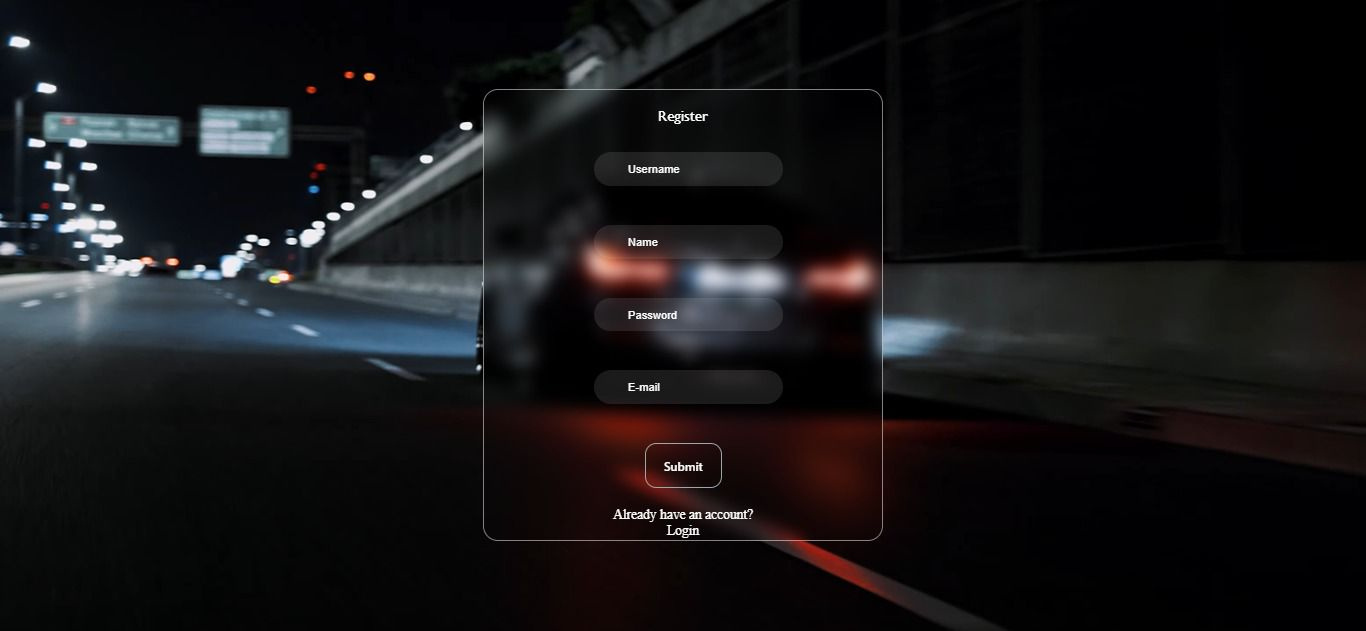 Register
Username
Name
Password
E-mail
Submit
Already have an account?
Login